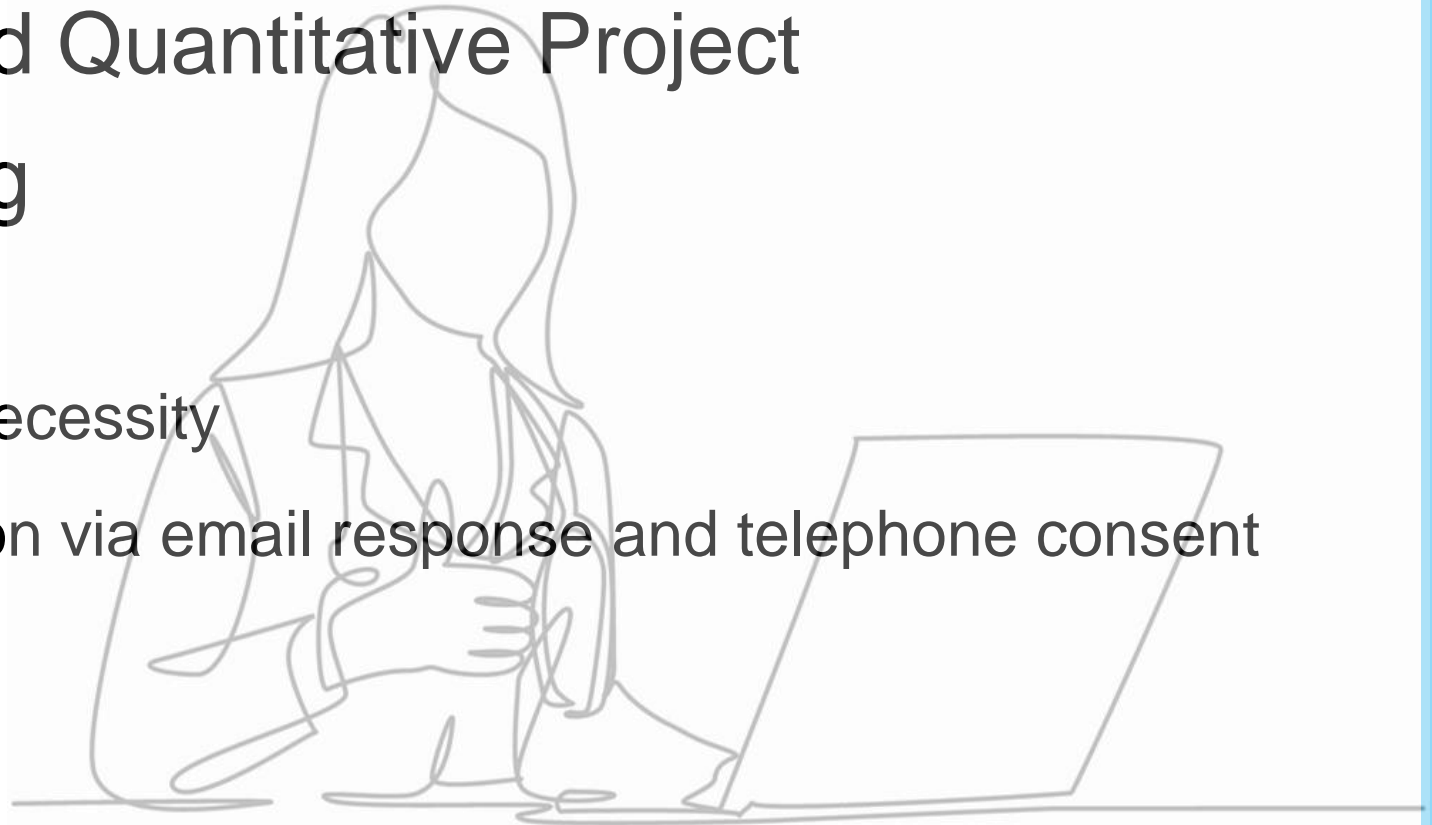 d Quantitative Project
g
ecessity
on via email response and telephone consent